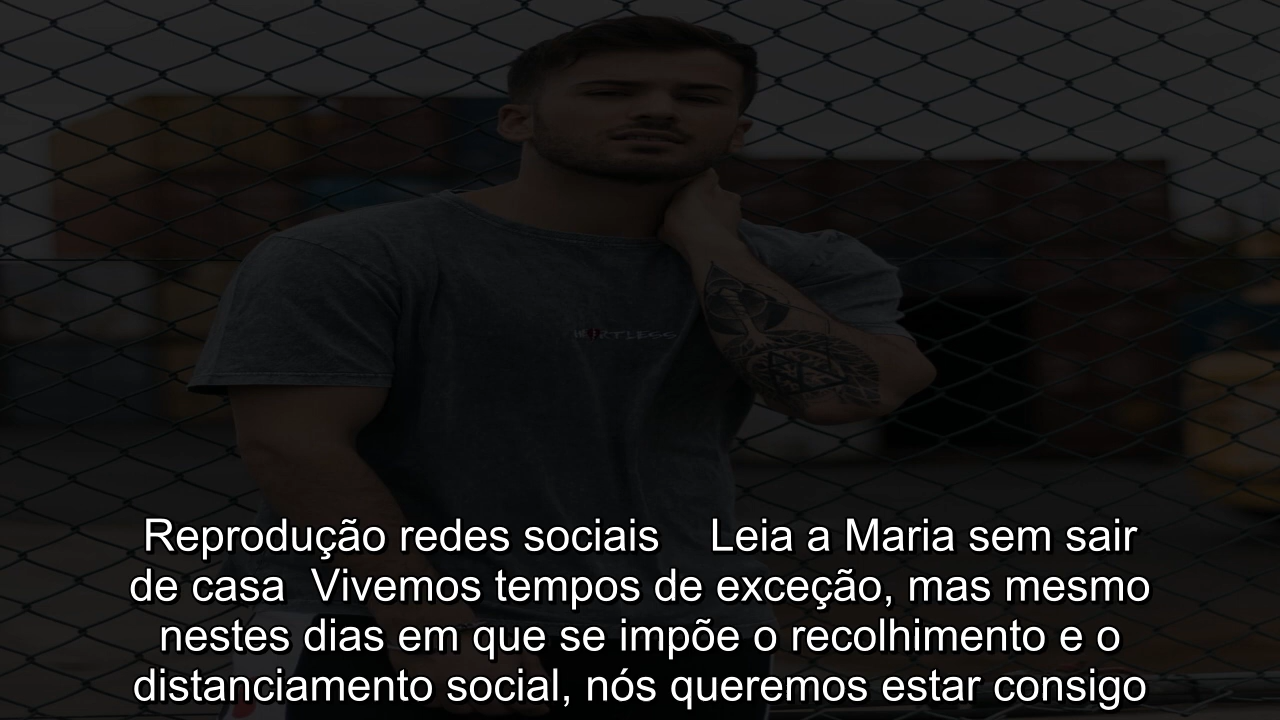 Reprodução redes sociais    Leia a Maria sem sair
de casa  Vivemos tempos de exceção, mas mesmo
nestes dias em que se impõe o recolhimento e o
distanciamento social, nós queremos estar consigo